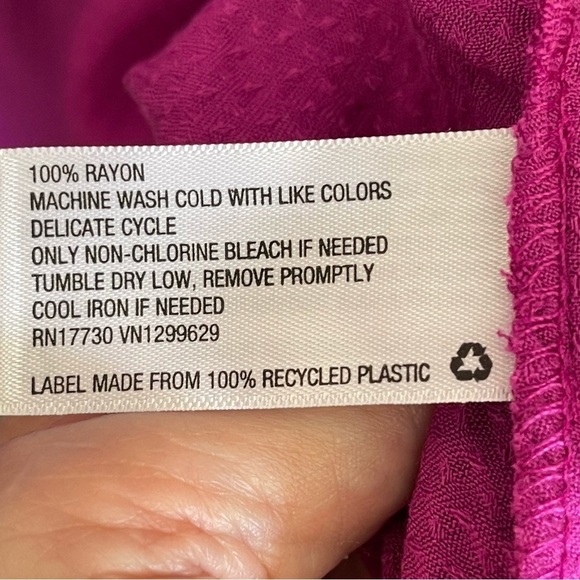 100% RAYON
MACHINE WASH COLD WITH LIKE COLORS
DELICATE CYCLE
ONLY NON-CHLORINE BLEACH IF NEEDED
TUMBLE DRY LOW, REMOVE PROMPTLY
COOL IRON IF NEEDED
RN17730 VN1299629
LABEL MADE FROM 100% RECYCLED PLASTIC